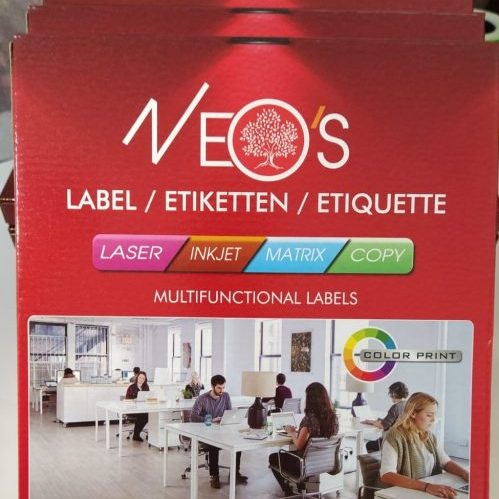 NEO'S
LABEL / ETIKETTEN / ETIQUETTE
LASER INKJET MATRIX COPY
MULTIFUNCTIONAL LABELS
COLOR PRINT